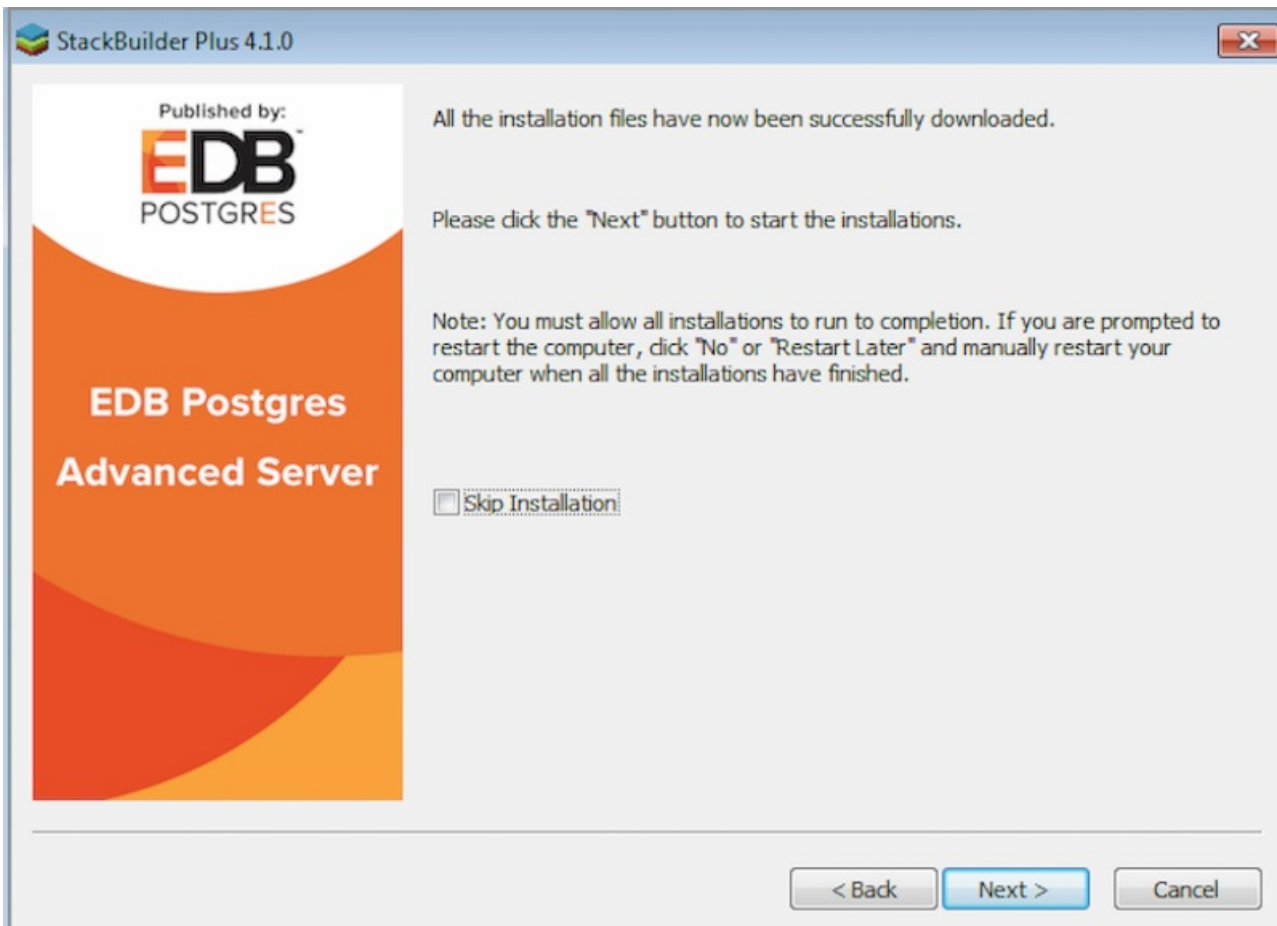 StackBuilder Plus 4.1.0
Published by:
EDB™
POSTGRES
EDB Postgres
Advanced Server
All the installation files have now been successfully downloaded.
Please click the "Next" button to start the installations.
Note: You must allow all installations to run to completion. If you are prompted to
restart the computer, click "No" or "Restart Later" and manually restart your
computer when all the installations have finished.
Skip Installation
< Back
Next >
Cancel